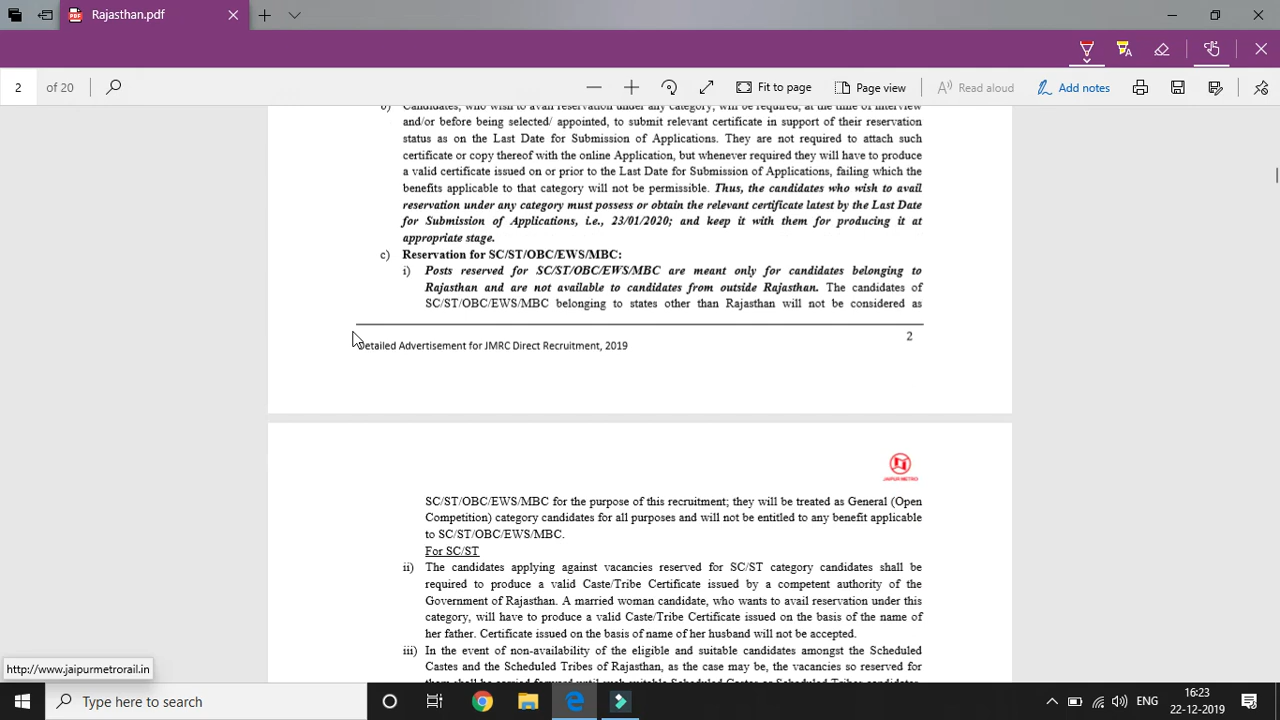 Rajasthan.pdf
2 of 20
Fit to page
Page view
Read aloud
Add notes
b) Candidates, who wish to avail reservation under any category, will be required, at the time of interview
and/or before being selected/ appointed, to submit relevant certificate in support of their reservation
status as on the Last Date for Submission of Applications. They are not required to attach such
certificate or copy thereof with the online Application, but whenever required they will have to produce
a valid certificate issued on or prior to the Last Date for Submission of Applications, failing which the
benefits applicable to that category will not be permissible. Thus, the candidates who wish to avail
reservation under any category must possess or obtain the relevant certificate latest by the Last Date
for Submission of Applications, i.e., 23/01/2020; and keep it with them for producing it at
appropriate stage.
c) Reservation for SC/ST/OBC/EWS/MBC:
i) Posts reserved for SC/ST/OBC/EWS/MBC are meant only for candidates belonging to
Rajasthan and are not available to candidates from outside Rajasthan. The candidates of
SC/ST/OBC/EWS/MBC belonging to states other than Rajasthan will not be considered as
Detailed Advertisement for JMRC Direct Recruitment, 2019
2
JAIPUR METRO
SC/ST/OBC/EWS/MBC for the purpose of this recruitment; they will be treated as General (Open
Competition) category candidates for all purposes and will not be entitled to any benefit applicable
to SC/ST/OBC/EWS/MBC.
For SC/ST
ii) The candidates applying against vacancies reserved for SC/ST category candidates shall be
required to produce a valid Caste/Tribe Certificate issued by a competent authority of the
Government of Rajasthan. A married woman candidate, who wants to avail reservation under this
category, will have to produce a valid Caste/Tribe Certificate issued on the basis of the name of
her father. Certificate issued on the basis of name of her husband will not be accepted.
iii) In the event of non-availability of the eligible and suitable candidates amongst the Scheduled
Castes and the Scheduled Tribes of Rajasthan, as the case may be, the vacancies so reserved for
them shall be carried forward until such suitable Scheduled Castes or Scheduled Tribes candidates
http://www.jaipurmetrorail.in
Type here to search
ENG
16:23
22-12-2019